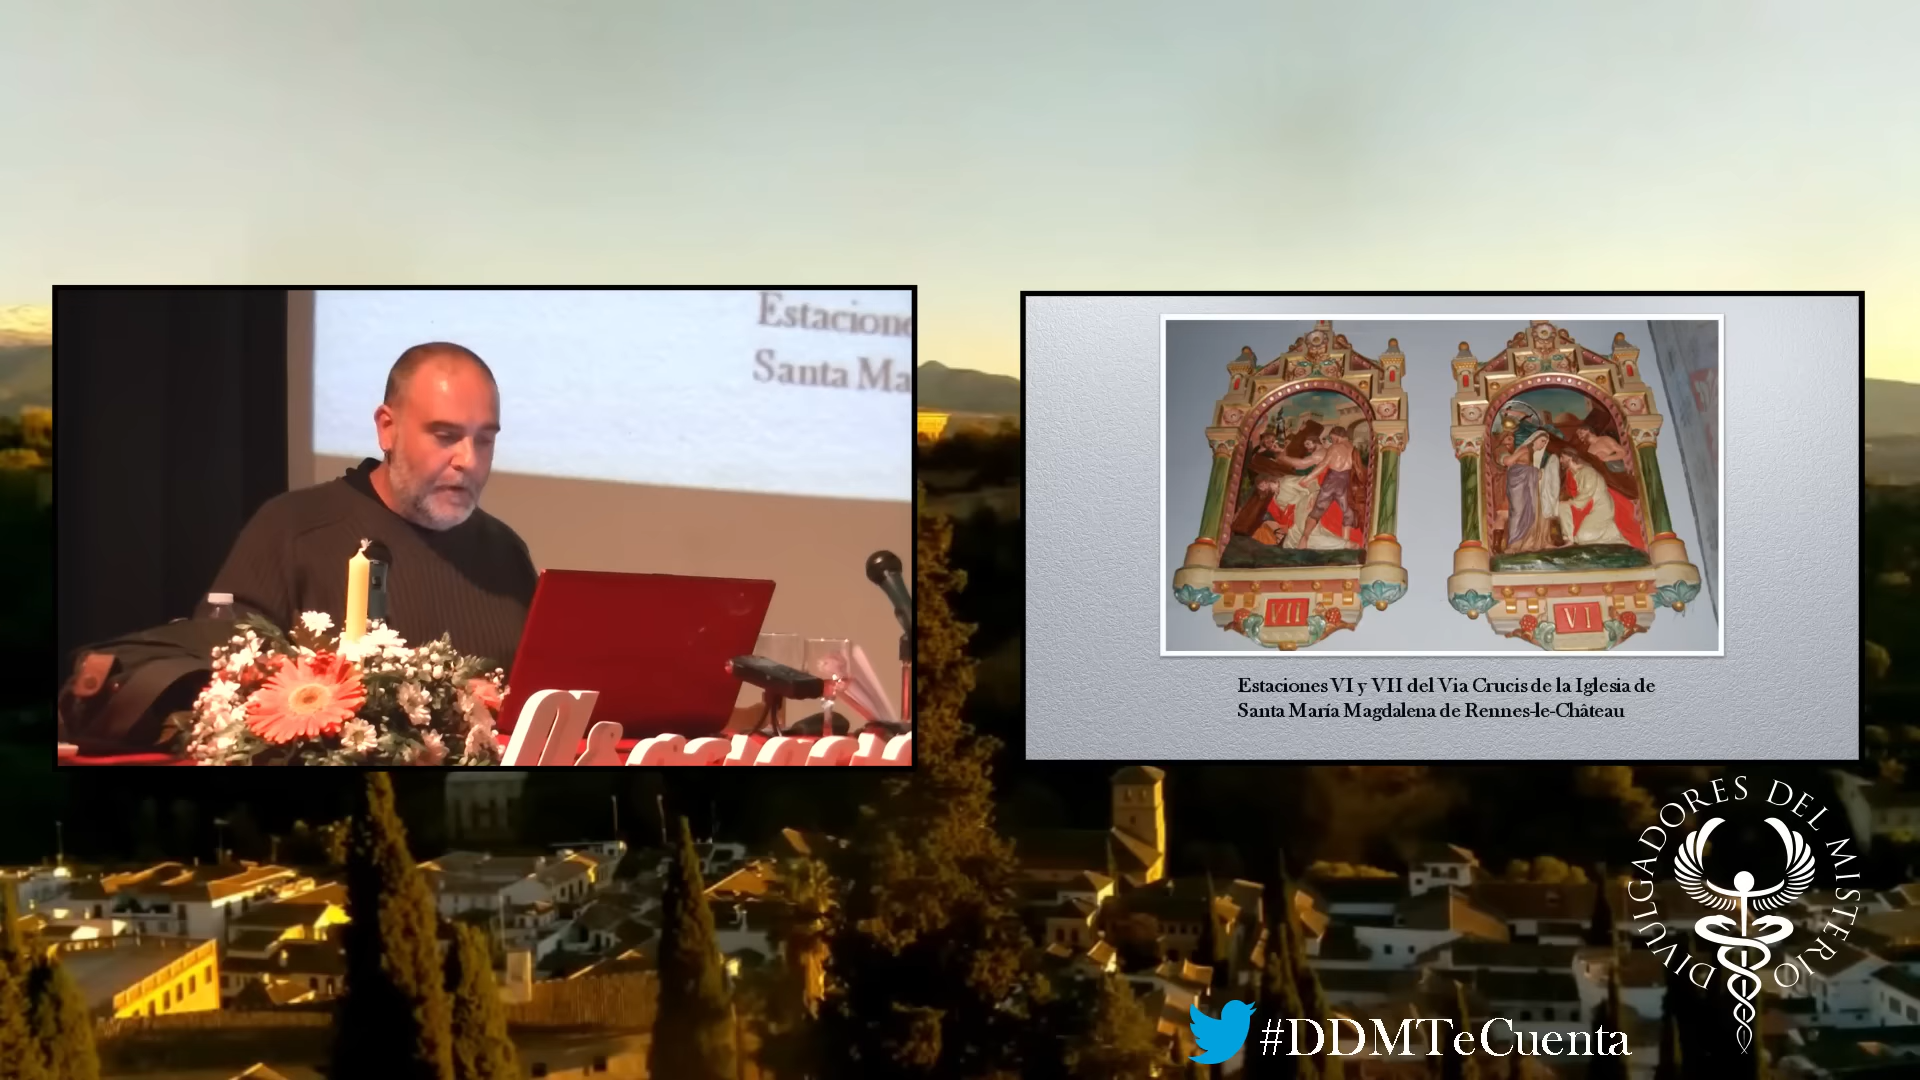 Estacione
Santa Ma
VII
VI
Estaciones VI y VII del Via Crucis de la Iglesia de
Santa María Magdalena de Rennes-le-Château
DIVULGADORES DEL MISTERIO
#DDMTeCuenta